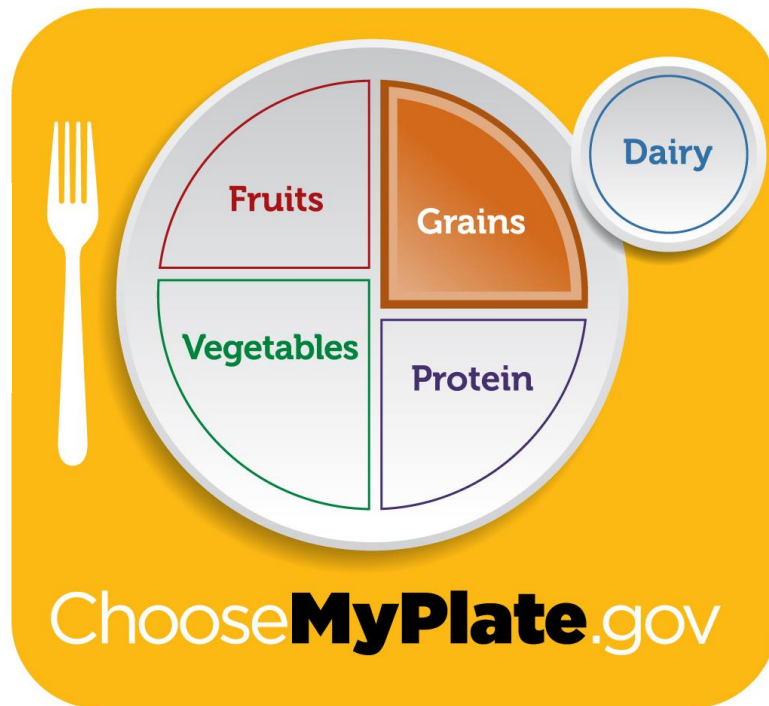 Fruits
Grains
Dairy
Vegetables
Protein
ChooseMyPlate.gov